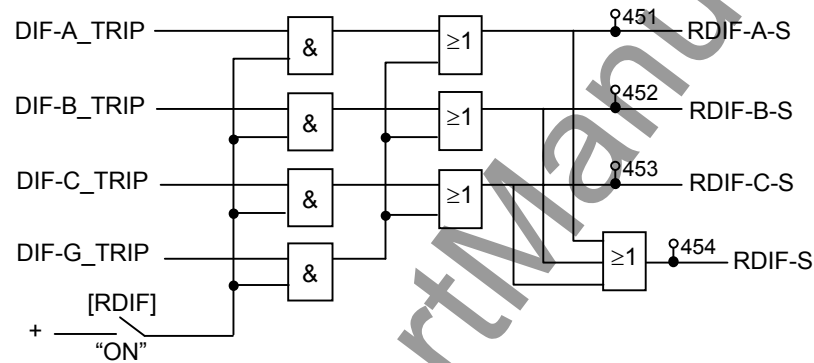 DIF-A_TRIP & ≥1 451 RDIF-A-S
DIF-B_TRIP & ≥1 452 RDIF-B-S
DIF-C_TRIP & ≥1 453 RDIF-C-S
DIF-G_TRIP & ≥1 454 RDIF-S
[RDIF]
+
“ON”